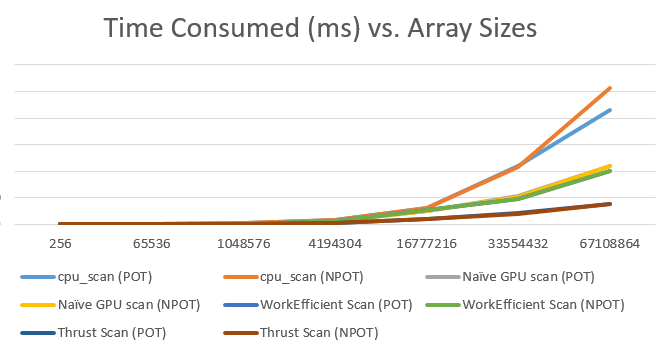 Time Consumed (ms) vs. Array Sizes
256 65536 1048576 4194304 16777216 33554432 67108864
cpu_scan (POT) cpu_scan (NPOT) Naïve GPU scan (POT)
Naïve GPU scan (NPOT) WorkEfficient Scan (POT) WorkEfficient Scan (NPOT)
Thrust Scan (POT) Thrust Scan (NPOT)